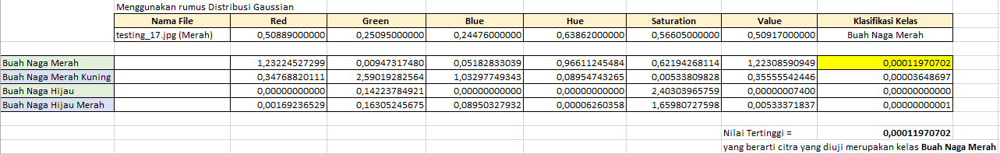 Menggunakan rumus Distribusi Gaussian
Nama File Red Green Blue Hue Saturation Value Klasifikasi Kelas
testing_17.jpg (Merah) 0,50889000000 0,25095000000 0,24476000000 0,63862000000 0,56605000000 0,50917000000 Buah Naga Merah
Buah Naga Merah 1,23224527299 0,00947317480 0,05182833039 0,96611245484 0,62194268114 1,22308590949 0,00011970702
Buah Naga Merah Kuning 0,34768820111 2,59019282564 1,03297749343 0,08954743265 0,00533809828 0,35555542446 0,00003648697
Buah Naga Hijau 0,00000000000 0,14223784921 0,00000000000 0,00000000000 2,40303965759 0,00000007400 0,00000000000
Buah Naga Hijau Merah 0,00169236529 0,16305245675 0,08950327932 0,00006260358 1,65980727598 0,00533371837 0,00000000001
Nilai Tertinggi = 0,00011970702
yang berarti citra yang diuji merupakan kelas Buah Naga Merah